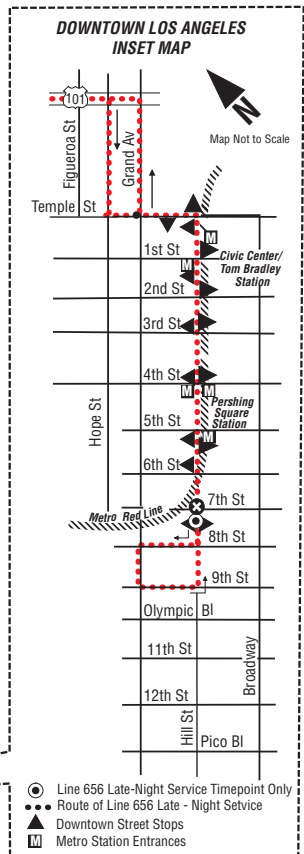 DOWNTOWN LOS ANGELES
INSET MAP
101
N
Map Not to Scale
Figueroa St
Grand Av
Temple St
1st St
M
Civic Center/
Tom Bradley
Station
M
2nd St
3rd St
4th St
M M
Pershing
Square
Station
Hope St
5th St
M
6th St
7th St
Metro Red Line
8th St
9th St
Olympic Bl
11th St
Broadway
12th St
Hill St
Pico Bl
Line 656 Late-Night Service Timepoint Only
Route of Line 656 Late - Night Service
Downtown Street Stops
M Metro Station Entrances